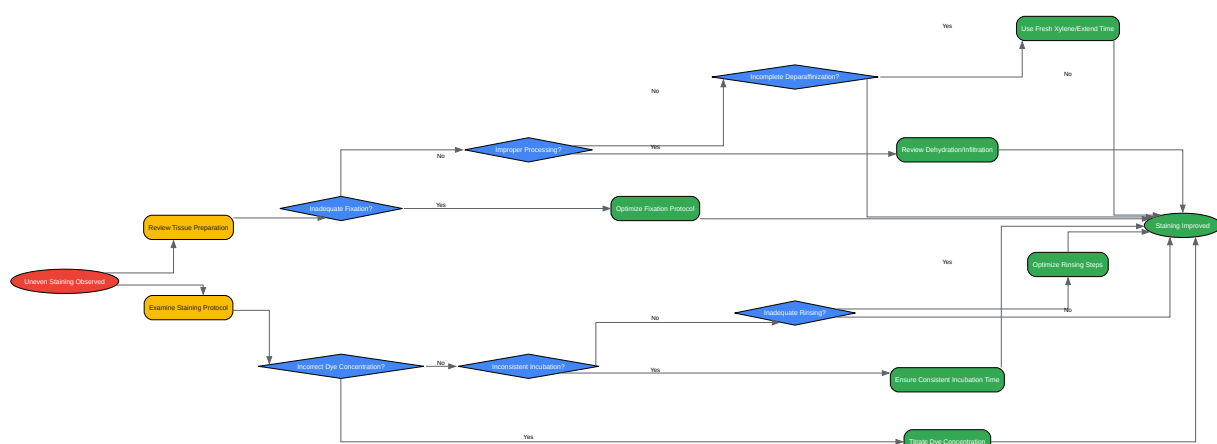 Yes
Use Fresh Xylene/Extend Time
Incomplete Deparaffinization?
No
No
Improper Processing?
Yes
Review Dehydration/Infiltration
No
Inadequate Fixation?
Yes
Optimize Fixation Protocol
Review Tissue Preparation
Staining Improved
Yes
Optimize Rinsing Steps
Uneven Staining Observed
Examine Staining Protocol
Inadequate Rinsing?
No
No
Incorrect Dye Concentration?
No
Inconsistent Incubation?
Yes
Ensure Consistent Incubation Time
Yes
Titrate Dye Concentration